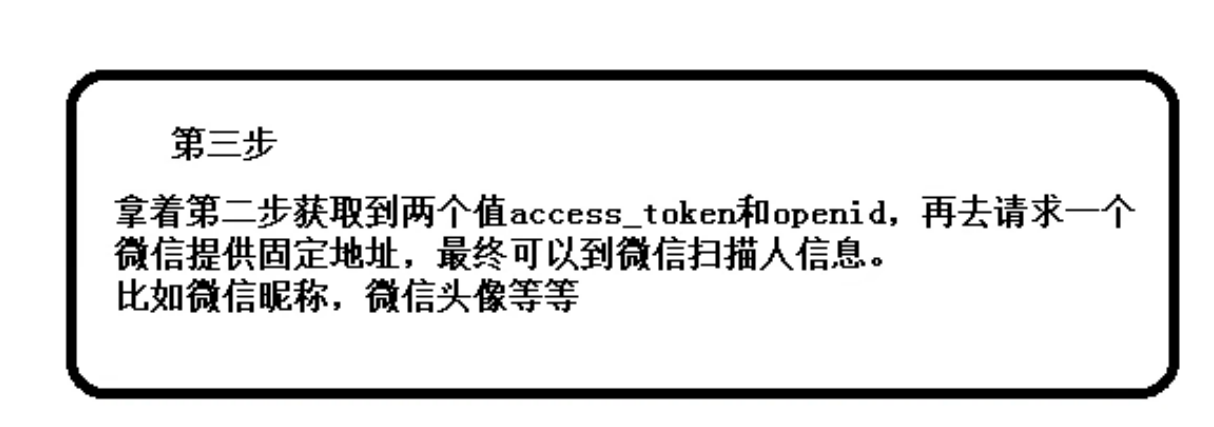 第三步
拿着第二步获取到两个值access_token和openid，再去请求一个
微信提供固定地址，最终可以到微信扫描人信息。
比如微信昵称，微信头像等等